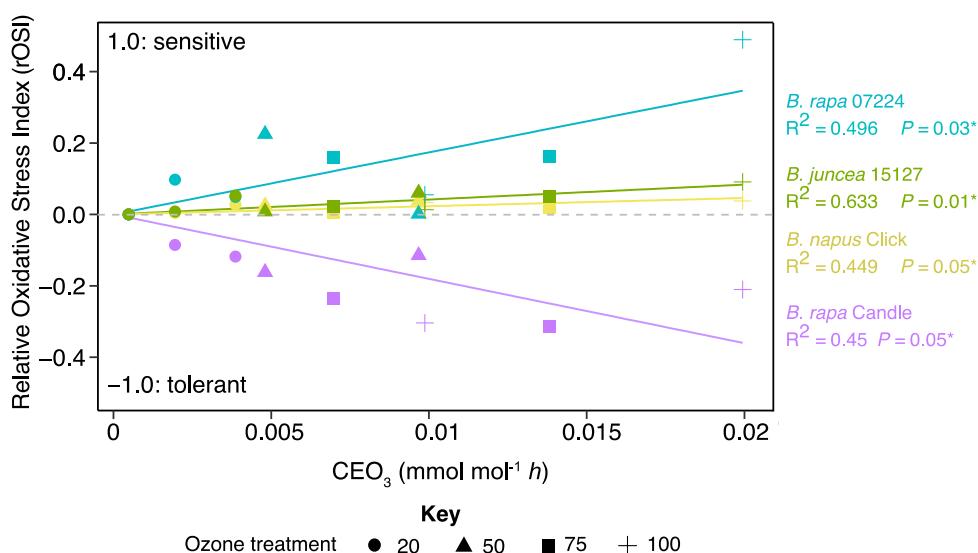 1.0: sensitive
Relative Oxidative Stress Index (rOSI)
0.4
0.2
0.0
−0.2
−0.4
−1.0: tolerant
0 0.005 0.01 0.015 0.02
CEO₃ (mmol mol⁻¹ h)
B. rapa 07224
R² = 0.496 P = 0.03*
B. juncea 15127
R² = 0.633 P = 0.01*
B. napus Click
R² = 0.449 P = 0.05*
B. rapa Candle
R² = 0.45 P = 0.05*
Key
Ozone treatment 20 50 75 100